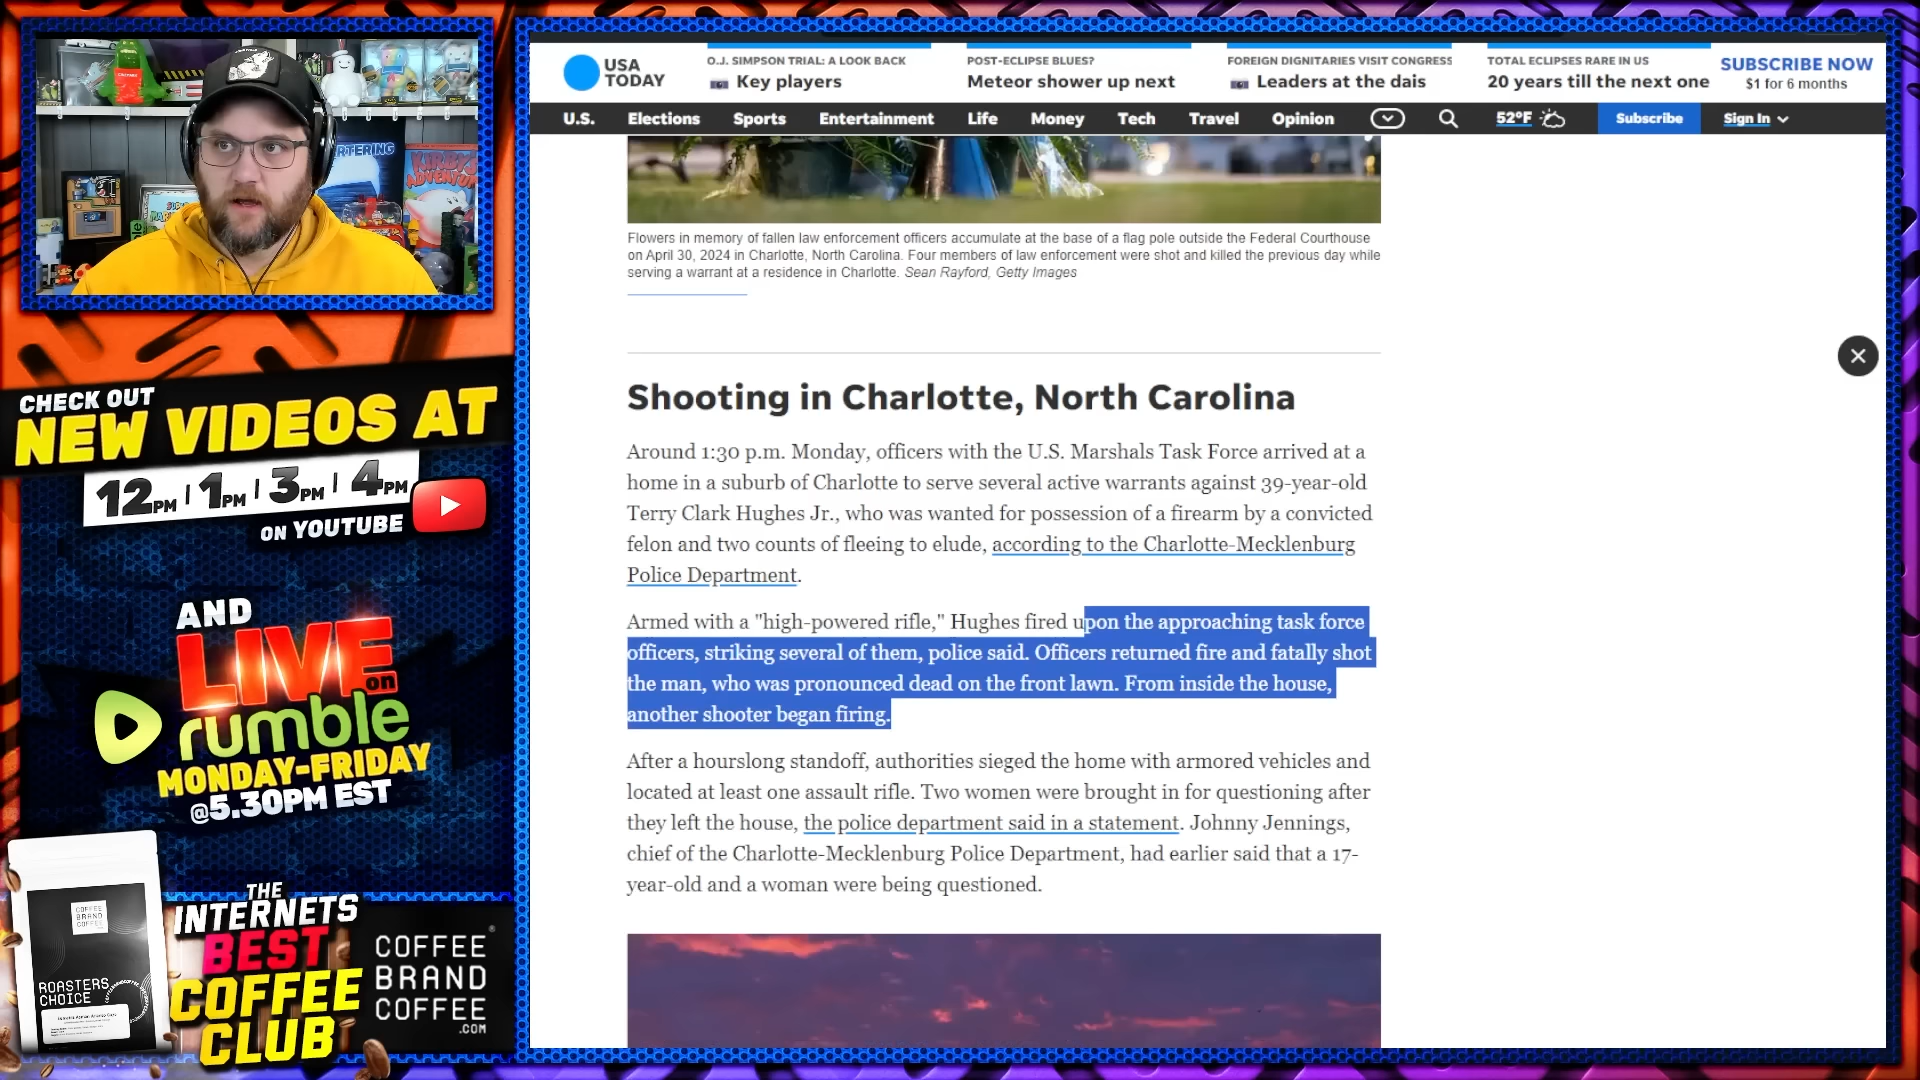 USA
TODAY
O.J. SIMPSON TRIAL: A LOOK BACK
Key players
POST-ECLIPSE BLUES?
Meteor shower up next
FOREIGN DIGNITARIES VISIT CONGRESS
Leaders at the dais
TOTAL ECLIPSES RARE IN US
20 years till the next one
SUBSCRIBE NOW
$1 for 6 months
U.S. Elections Sports Entertainment Life Money Tech Travel Opinion 52°F Subscribe Sign In
Flowers in memory of fallen law enforcement officers accumulate at the base of a flag pole outside the Federal Courthouse
on April 30, 2024 in Charlotte, North Carolina. Four members of law enforcement were shot and killed the previous day while
serving a warrant at a residence in Charlotte. Sean Rayford, Getty Images
Shooting in Charlotte, North Carolina
Around 1:30 p.m. Monday, officers with the U.S. Marshals Task Force arrived at a
home in a suburb of Charlotte to serve several active warrants against 39-year-old
Terry Clark Hughes Jr., who was wanted for possession of a firearm by a convicted
felon and two counts of fleeing to elude, according to the Charlotte-Mecklenburg
Police Department.
Armed with a "high-powered rifle," Hughes fired upon the approaching task force
officers, striking several of them, police said. Officers returned fire and fatally shot
the man, who was pronounced dead on the front lawn. From inside the house,
another shooter began firing.
After a hourslong standoff, authorities sieged the home with armored vehicles and
located at least one assault rifle. Two women were brought in for questioning after
they left the house, the police department said in a statement. Johnny Jennings,
chief of the Charlotte-Mecklenburg Police Department, had earlier said that a 17-
year-old and a woman were being questioned.
KIRBY'S
ADVENTURE
CHECK OUT
NEW VIDEOS AT
12PM | 1PM | 3PM | 4PM
ON YOUTUBE
AND
LIVE
on
rumble
MONDAY-FRIDAY
@5.30PM EST
COFFEE
BRAND
COFFEE
ROASTERS
CHOICE
THE
INTERNETS
BEST
COFFEE
CLUB
COFFEE
BRAND
COFFEE
.COM